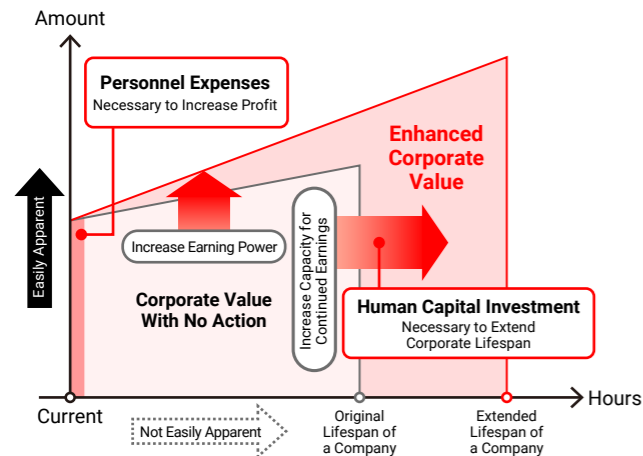 Amount
Personnel Expenses
Necessary to Increase Profit
Enhanced
Corporate
Value
Easily Apparent
Increase Earning Power
Increase Capacity for
Continued Earnings
Corporate Value
With No Action
Human Capital Investment
Necessary to Extend
Corporate Lifespan
Hours
Current
Not Easily Apparent
Original
Lifespan of
a Company
Extended
Lifespan of
a Company